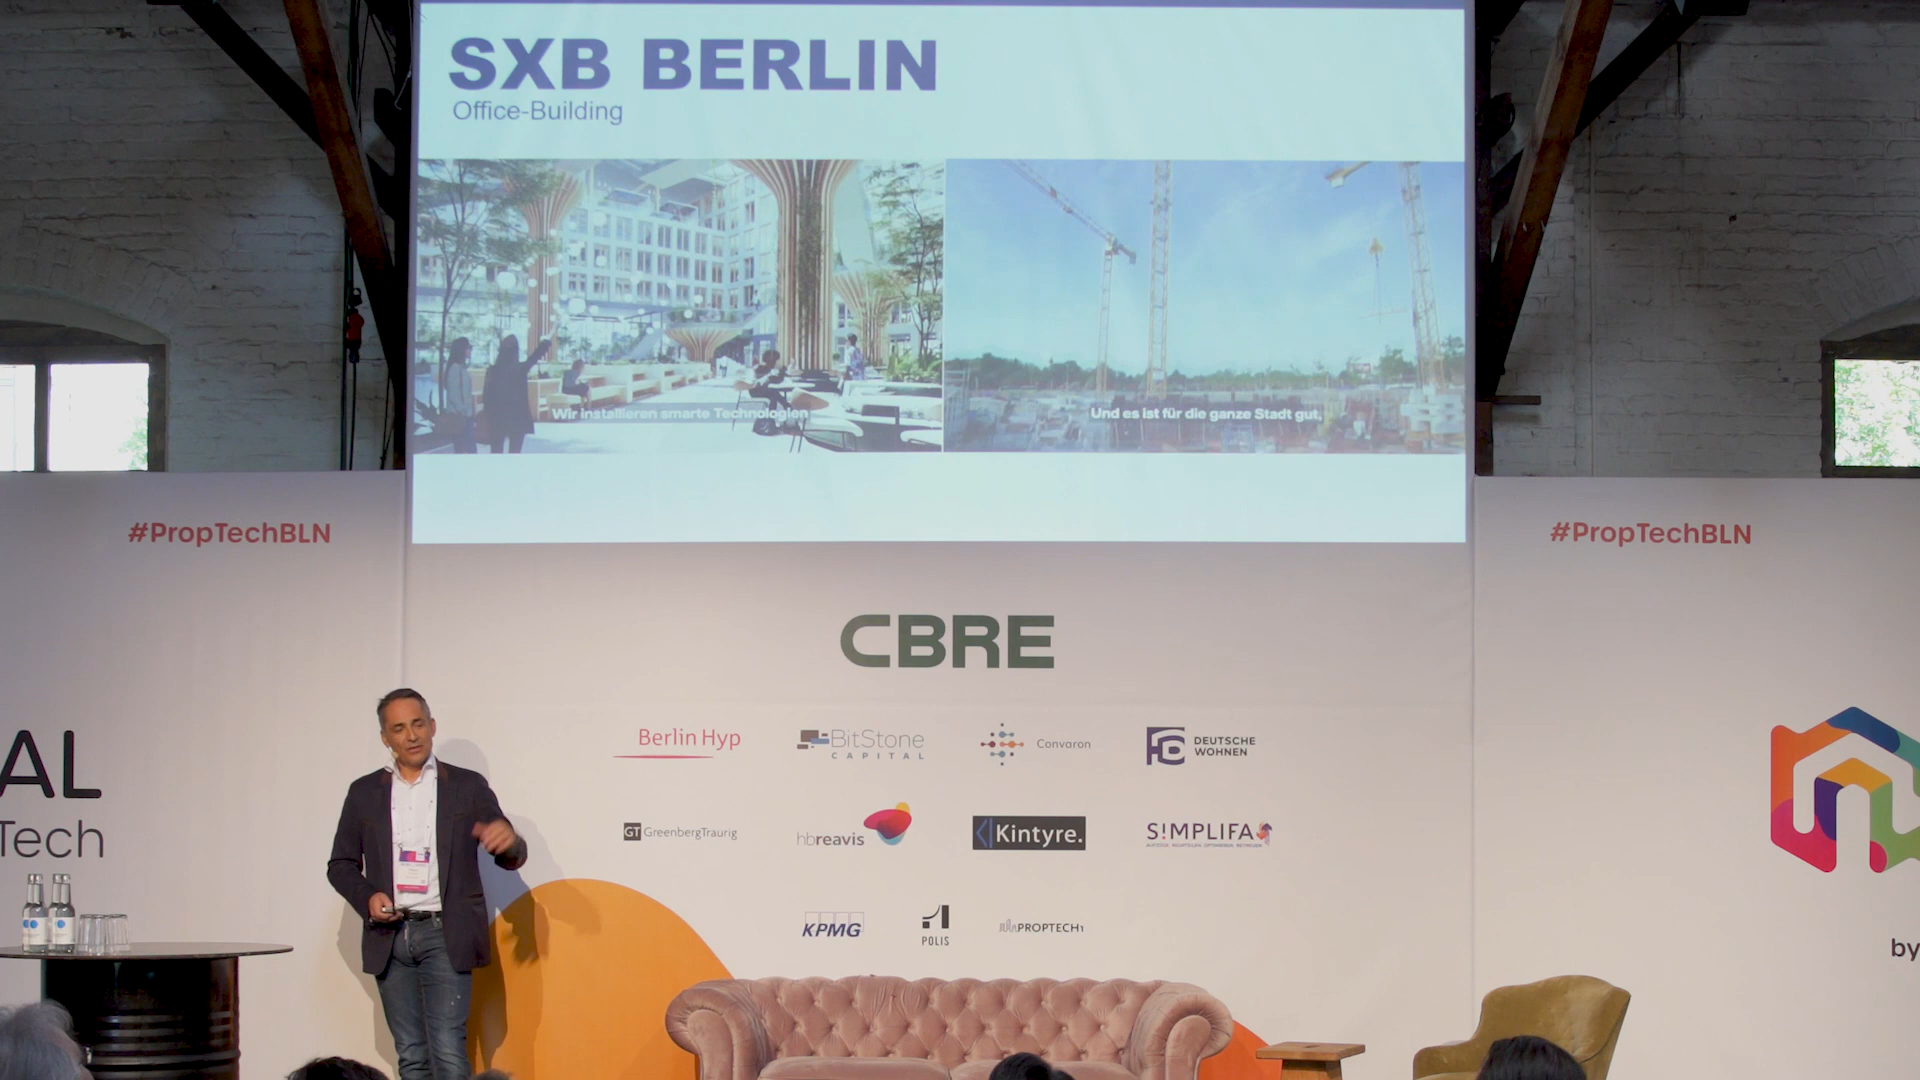 SXB BERLIN
Office-Building
Wir installieren smarte Technologien
Und es ist für die ganze Stadt gut.
#PropTechBLN
#PropTechBLN
CBRE
Berlin Hyp
BitStone
CAPITAL
Convaron
DEUTSCHE
WOHNEN
GT GreenbergTraurig
hbreavis
Kintyre.
S!MPLIFA
KPMG
POLIS
PROPTECH1
AL
Tech
by